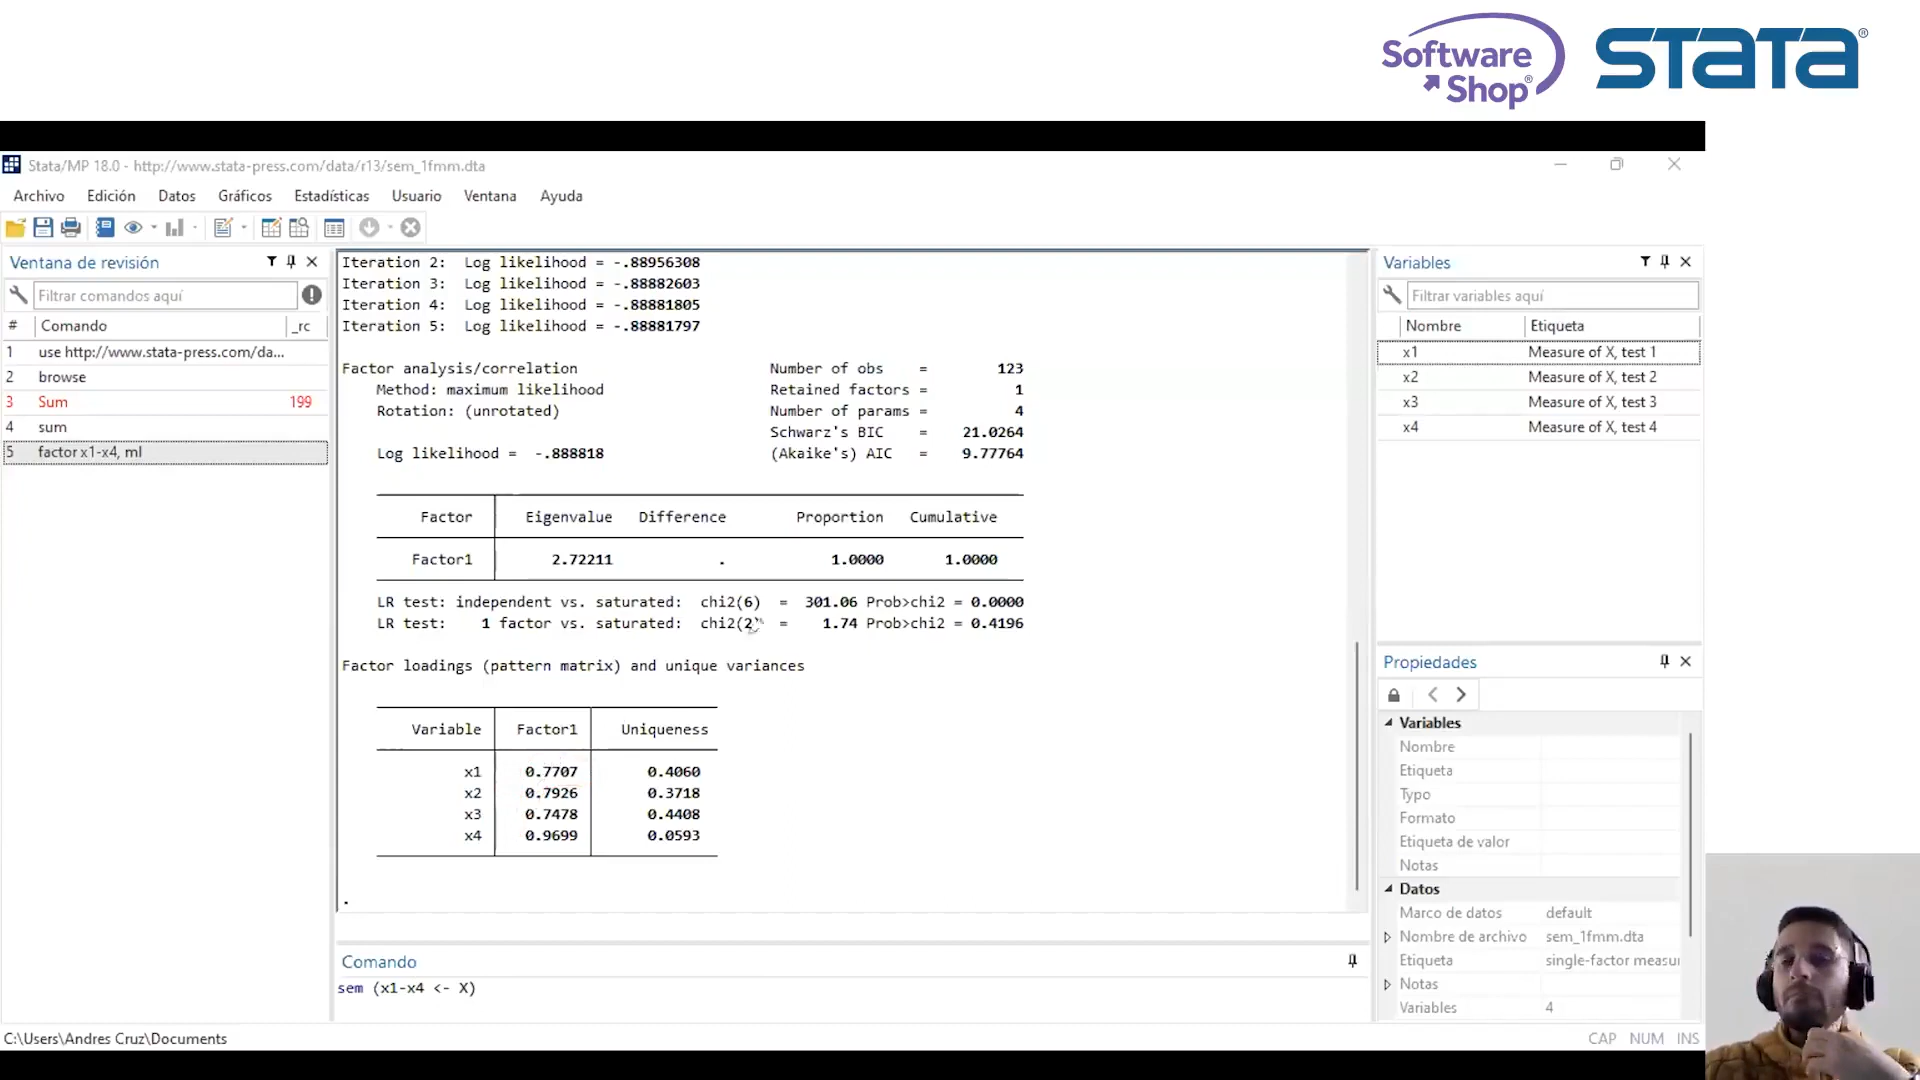 Software
Shop®
STATA®
Stata/MP 18.0 - http://www.stata-press.com/data/r13/sem_1fmm.dta
Archivo Edición Datos Gráficos Estadísticas Usuario Ventana Ayuda
Ventana de revisión
Filtrar comandos aquí
# Comando _rc
1 use http://www.stata-press.com/da...
2 browse
3 Sum 199
4 sum
5 factor x1-x4, ml
Iteration 2: Log likelihood = -.88956308
Iteration 3: Log likelihood = -.88882603
Iteration 4: Log likelihood = -.88881805
Iteration 5: Log likelihood = -.88881797
Factor analysis/correlation Number of obs = 123
Method: maximum likelihood Retained factors = 1
Rotation: (unrotated) Number of params = 4
Schwarz's BIC = 21.0264
Log likelihood = -.888818 (Akaike's) AIC = 9.77764
Factor Eigenvalue Difference Proportion Cumulative
Factor1 2.72211 . 1.0000 1.0000
LR test: independent vs. saturated: chi2(6) = 301.06 Prob>chi2 = 0.0000
LR test: 1 factor vs. saturated: chi2(2) = 1.74 Prob>chi2 = 0.4196
Factor loadings (pattern matrix) and unique variances
Variable Factor1 Uniqueness
x1 0.7707 0.4060
x2 0.7926 0.3718
x3 0.7478 0.4408
x4 0.9699 0.0593
.
Comando
sem (x1-x4 <- X)
Variables
Filtrar variables aquí
Nombre Etiqueta
x1 Measure of X, test 1
x2 Measure of X, test 2
x3 Measure of X, test 3
x4 Measure of X, test 4
Propiedades
Variables
Nombre
Etiqueta
Typo
Formato
Etiqueta de valor
Notas
Datos
Marco de datos default
Nombre de archivo sem_1fmm.dta
Etiqueta single-factor measu
Notas
Variables 4
C:\Users\Andres Cruz\Documents
CAP NUM INS